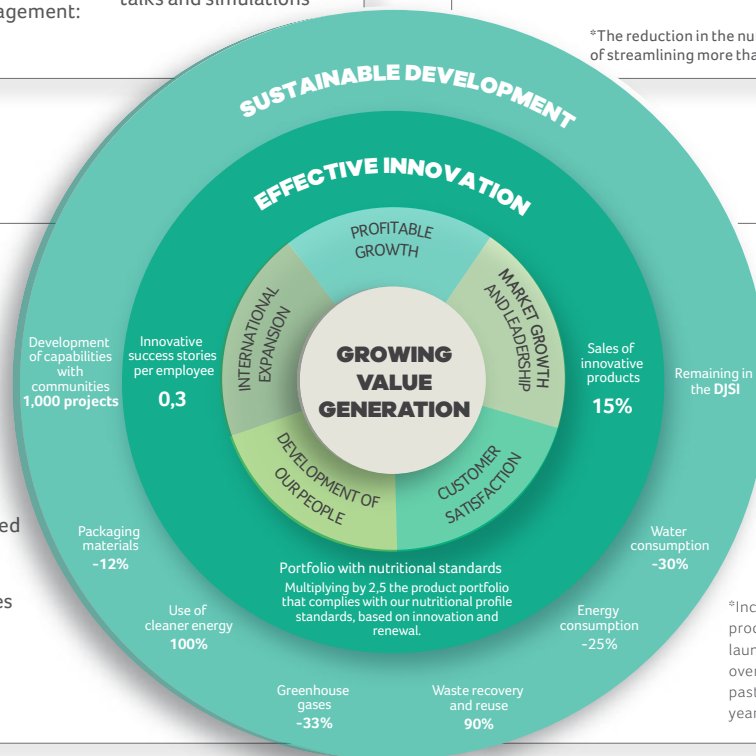 agement:
talks and simulations
*The reduction in the nu
of streamlining more tha
SUSTAINABLE DEVELOPMENT
EFFECTIVE INNOVATION
PROFITABLE
GROWTH
MARKET GROWTH
AND LEADERSHIP
INTERNATIONAL
EXPANSION
GROWING
VALUE
GENERATION
CUSTOMER
SATISFACTION
DEVELOPMENT OF
OUR PEOPLE
Development
of capabilities
with
communities
1,000 projects
Innovative
success stories
per employee
0,3
Sales of
innovative
products
15%
Remaining in
the DJSI
ed
es
Packaging
materials
-12%
Use of
cleaner energy
100%
Greenhouse
gases
-33%
Portfolio with nutritional standards
Multiplying by 2,5 the product portfolio
that complies with our nutritional profile
standards, based on innovation and
renewal.
Waste recovery
and reuse
90%
Energy
consumption
-25%
Water
consumption
-30%
*Inc
proc
laun
over
past
year